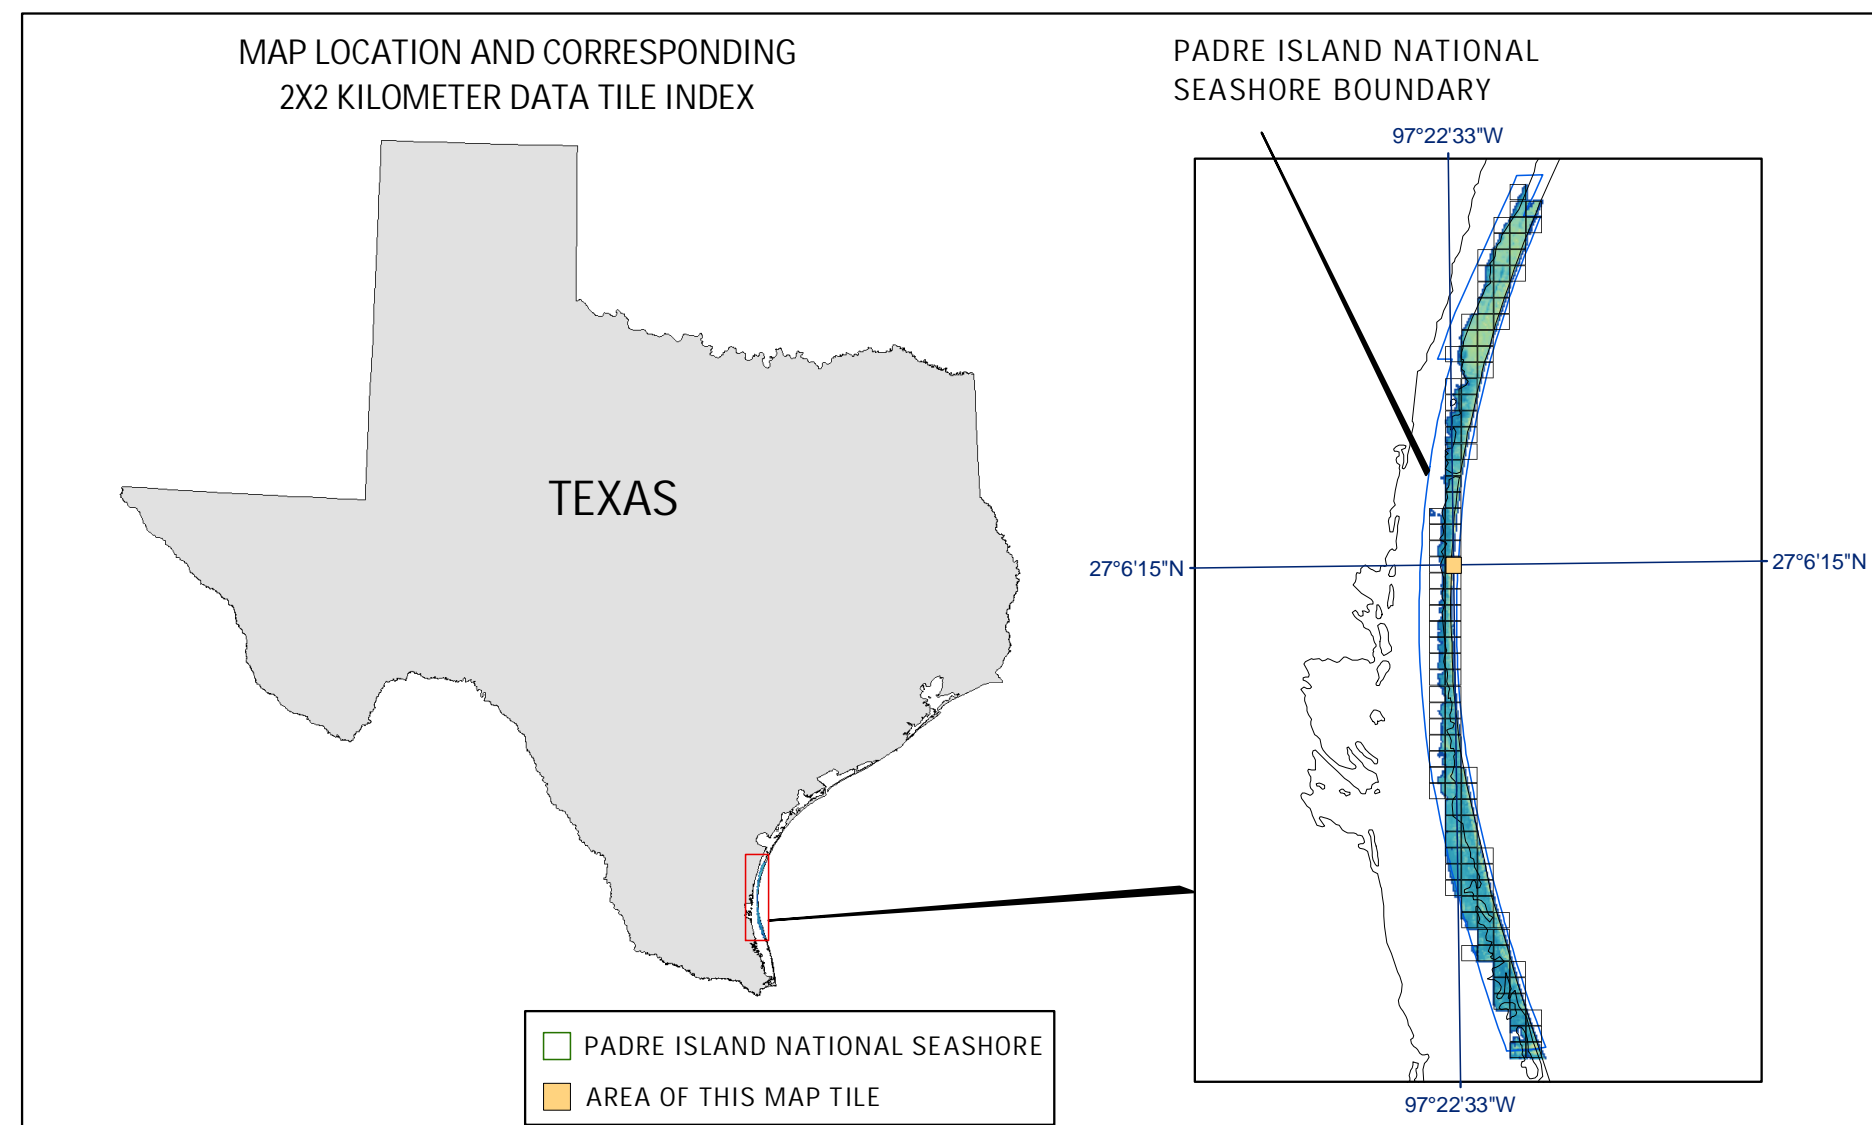 MAP LOCATION AND CORRESPONDING
2X2 KILOMETER DATA TILE INDEX
PADRE ISLAND NATIONAL
SEASHORE BOUNDARY
97°22'33"W
TEXAS
27°6'15"N
27°6'15"N
PADRE ISLAND NATIONAL SEASHORE
AREA OF THIS MAP TILE
97°22'33"W